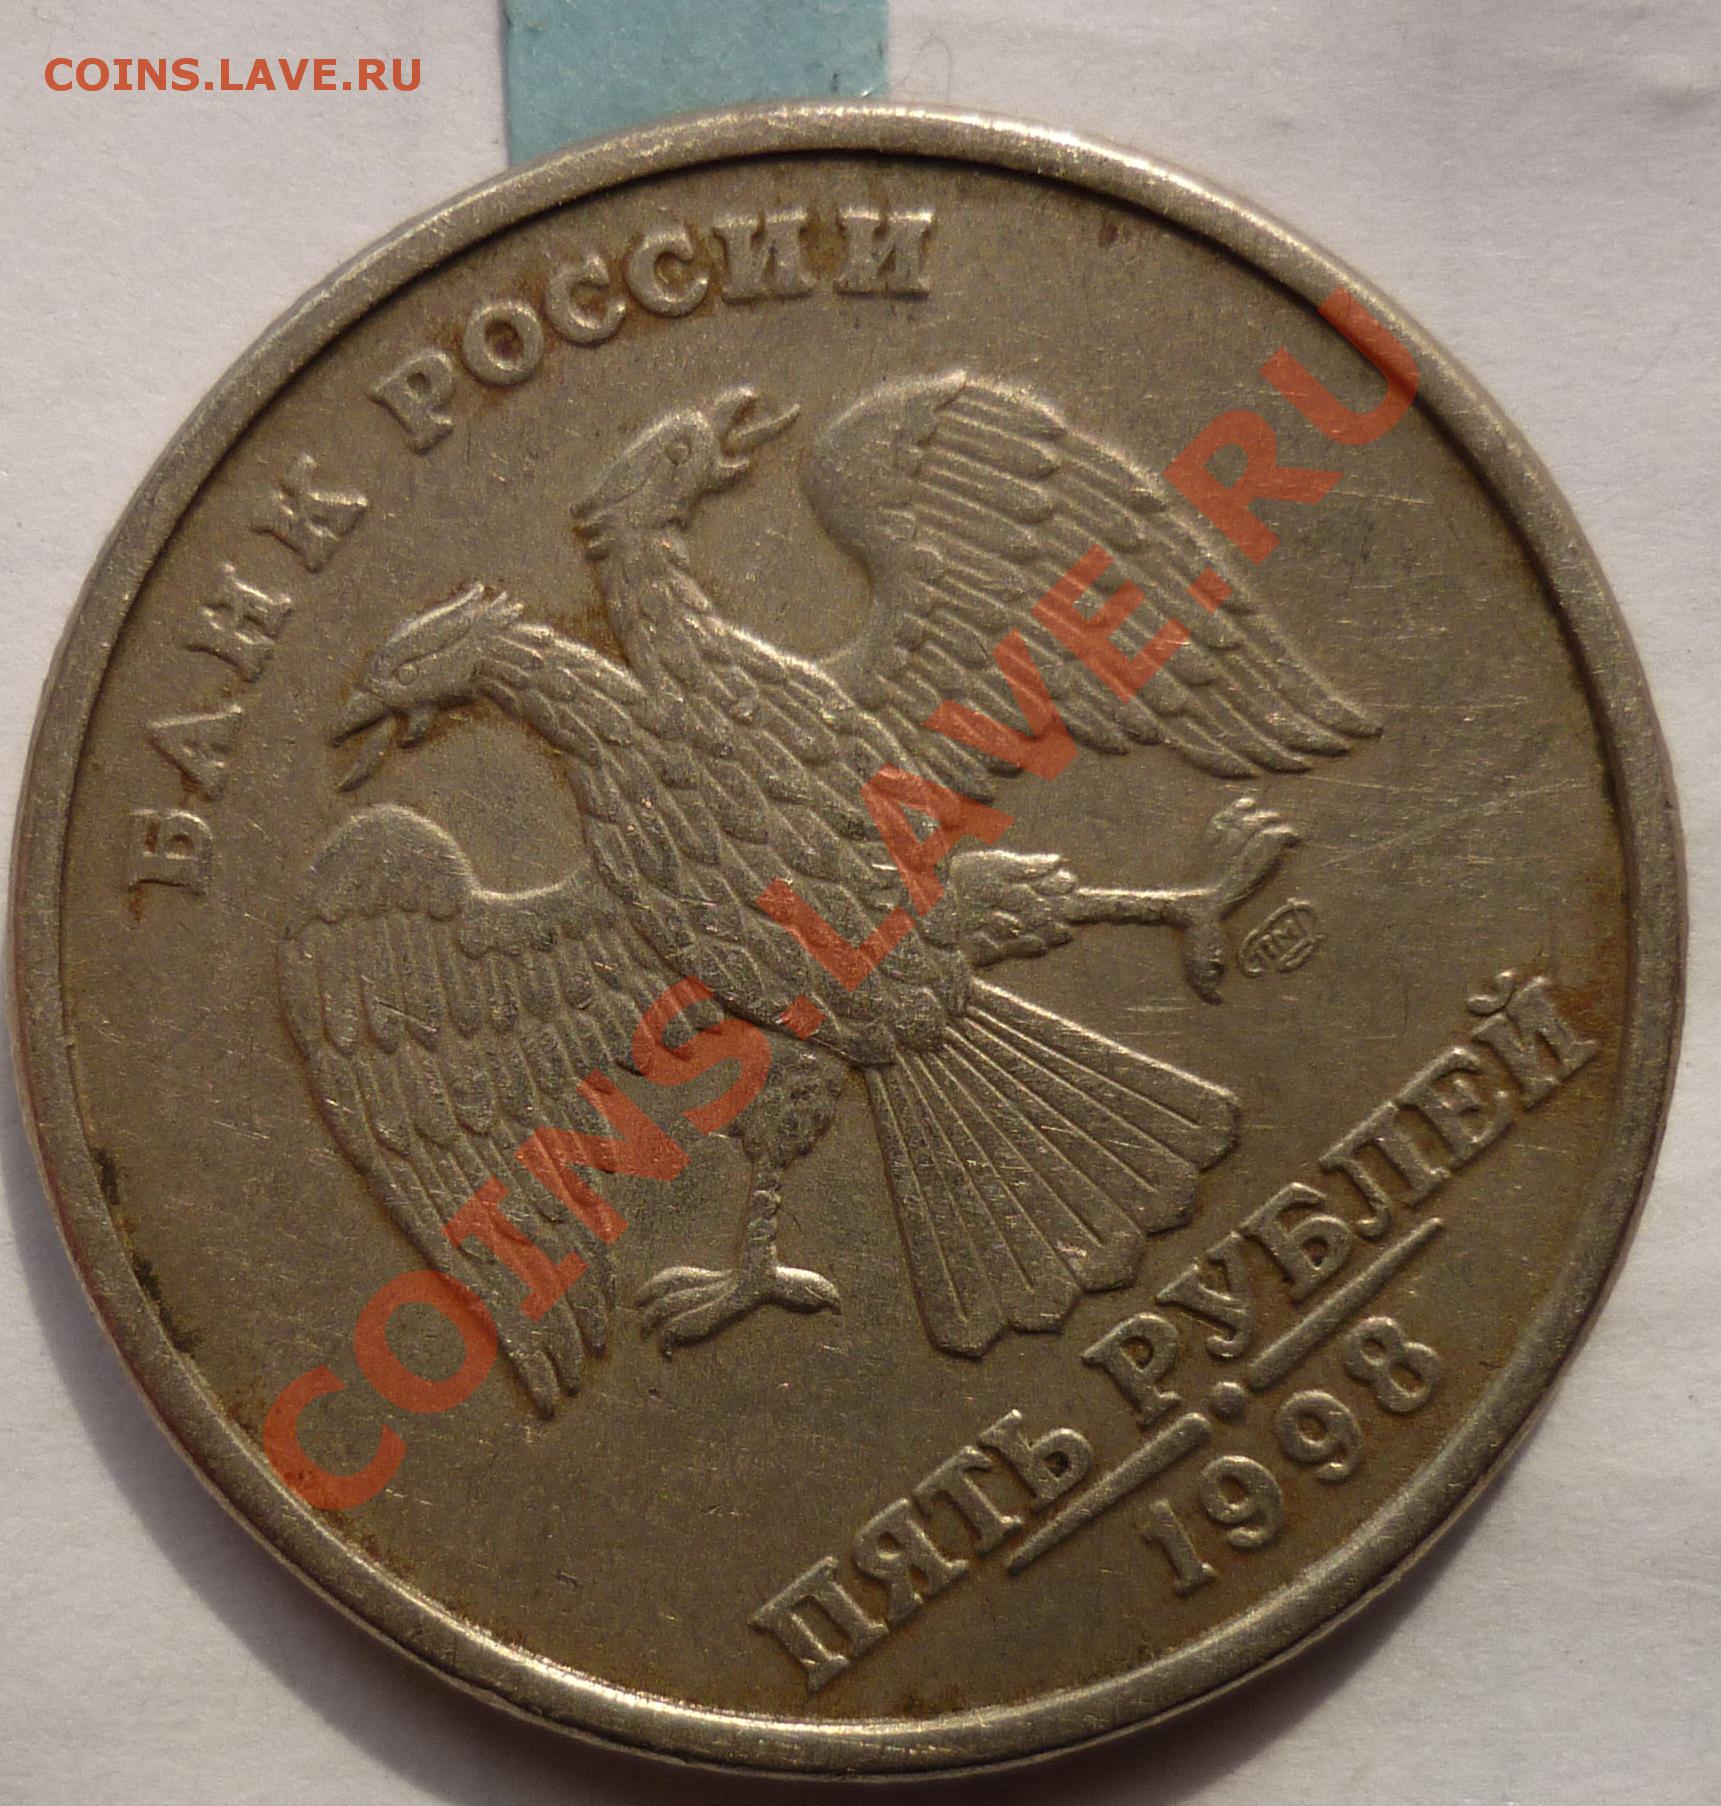 COINS.LAVE.RU
БАНК РОССИИ
COINS.LAVE.RU
ПЯТЬ РУБЛЕЙ
1998